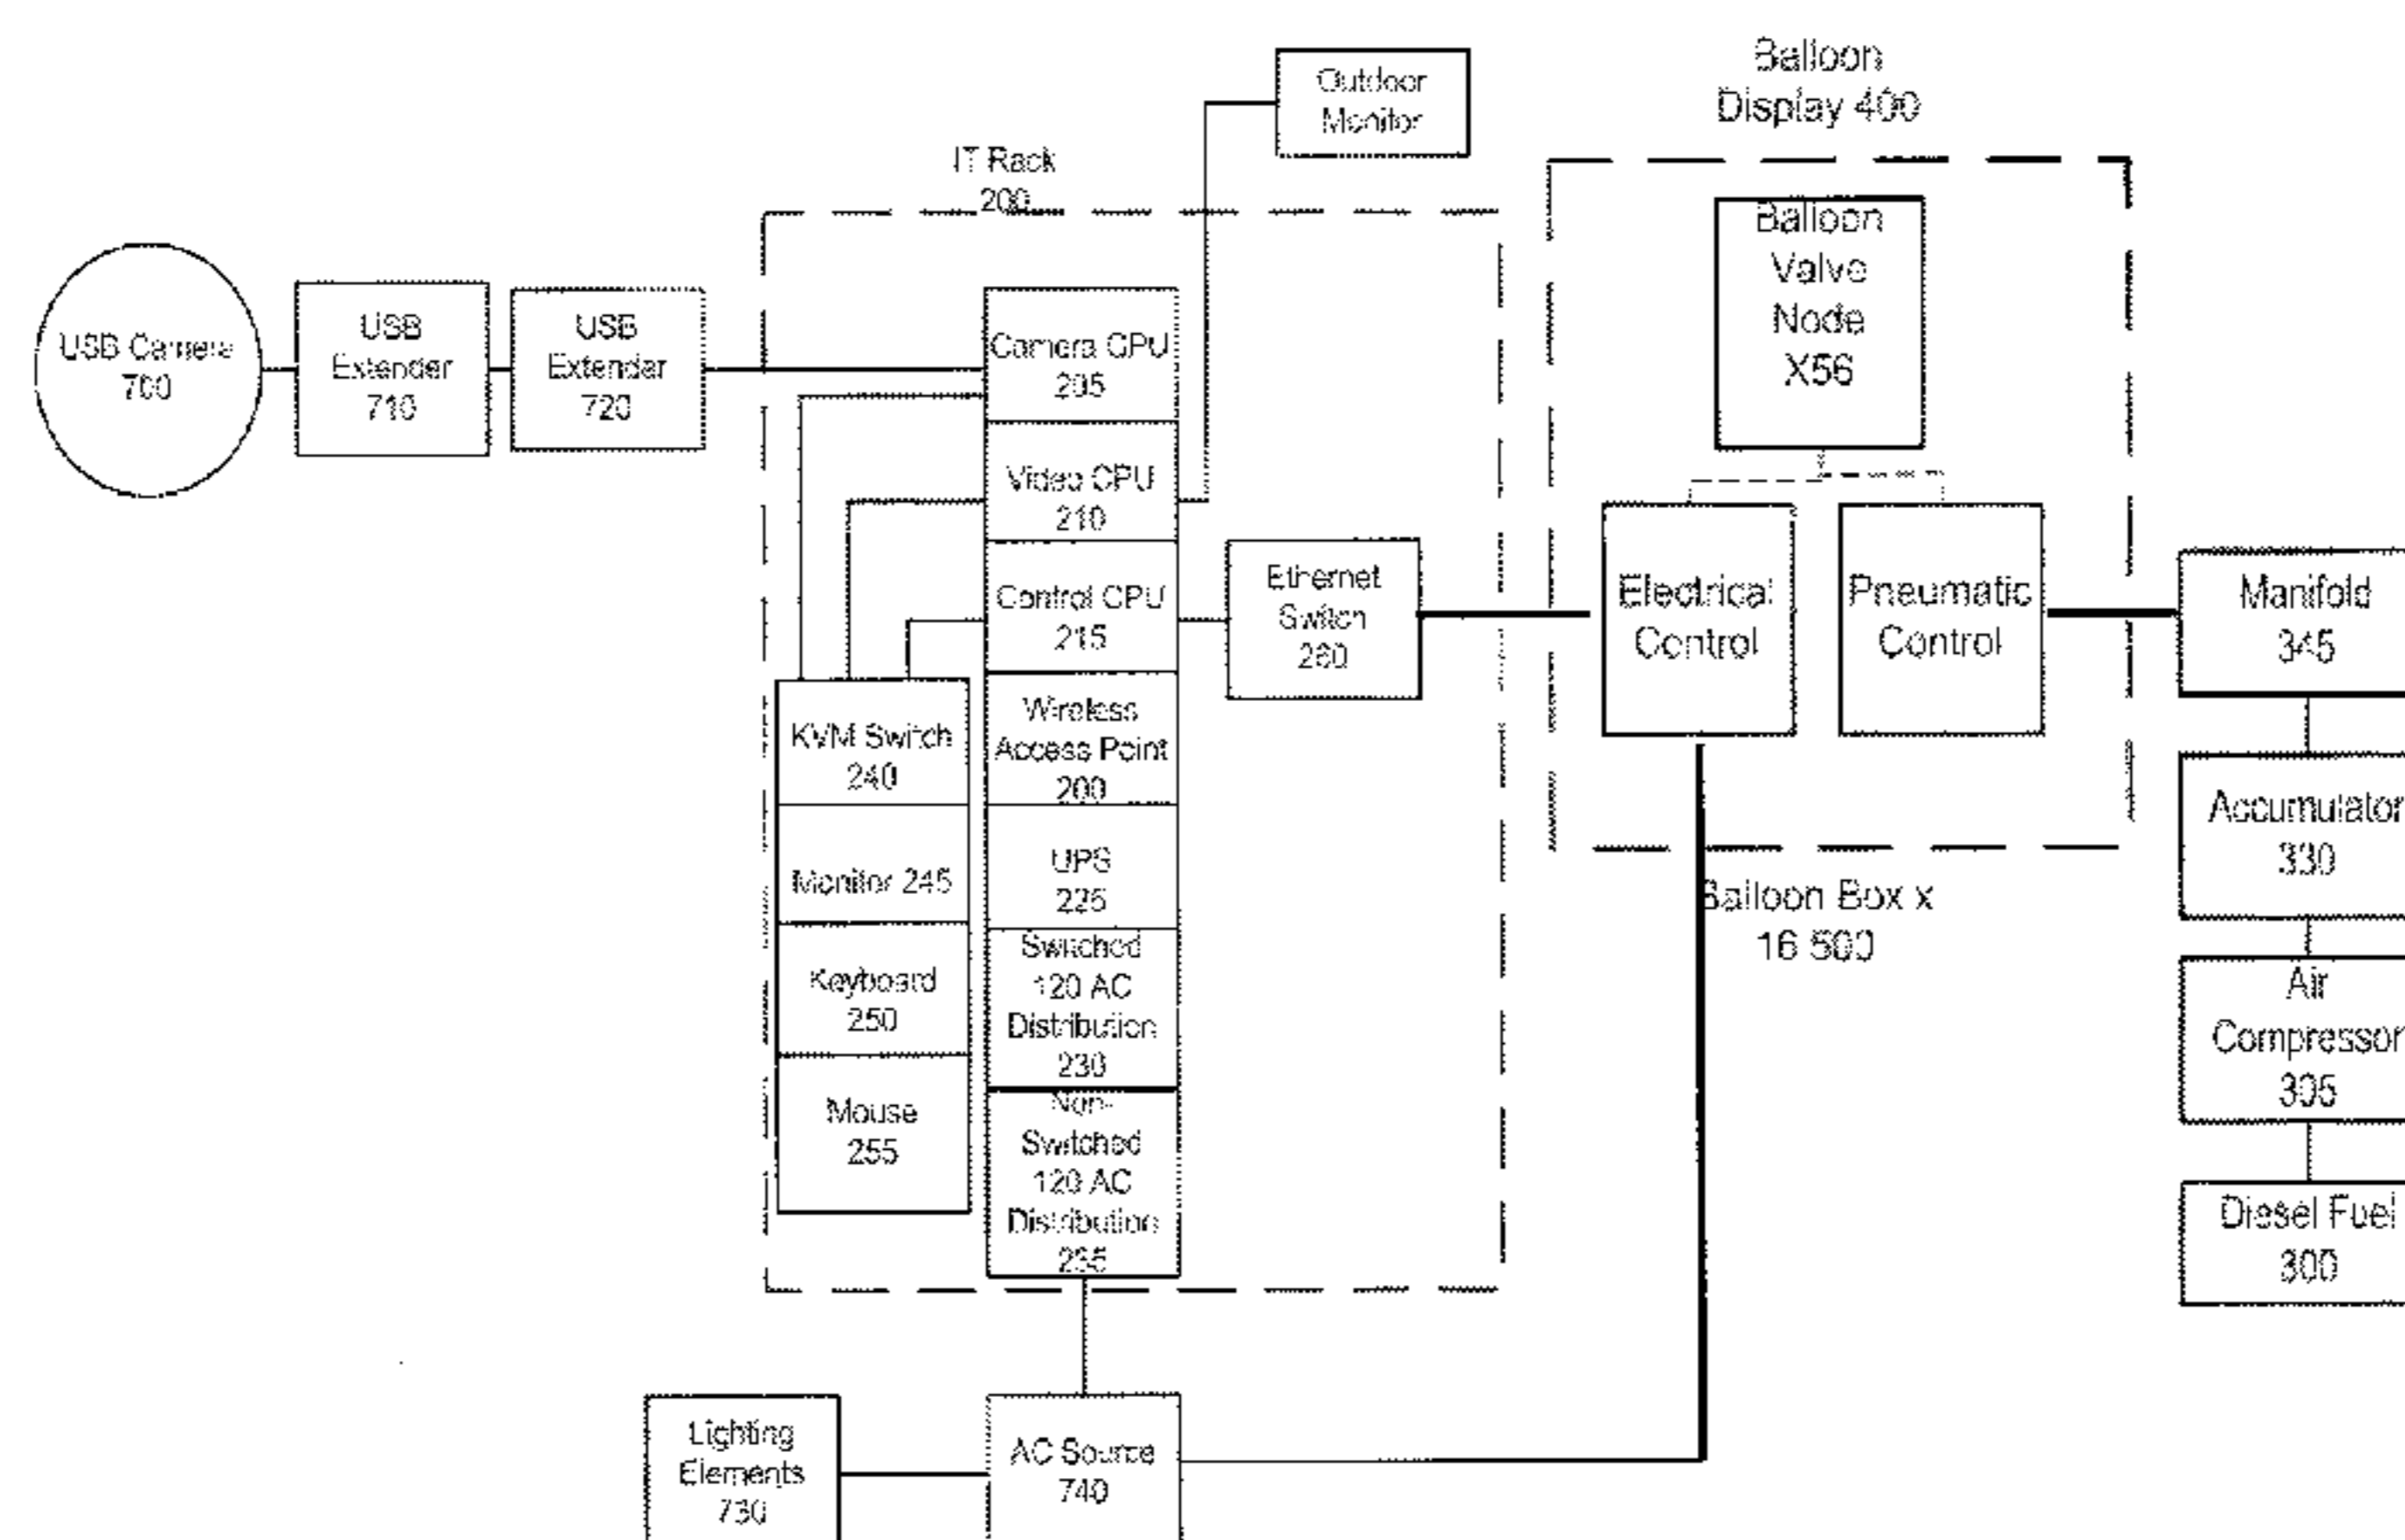 Balloon
Display 400
Outdoor
Monitor
IT Rack
200
Balloon
Valve
Node
X56
USB Camera
700
USB
Extender
710
USB
Extender
720
Camera CPU
205
Video CPU
210
Control CPU
215
Ethernet
Switch
260
Electrical
Control
Pneumatic
Control
Manifold
345
KVM Switch
240
Wireless
Access Point
200
Monitor 245
UPS
225
Accumulator
330
Balloon Box x
16 500
Keyboard
250
Switched
120 AC
Distribution
230
Air
Compressor
305
Mouse
255
Non-
Switched
120 AC
Distribution
235
Diesel Fuel
300
Lighting
Elements
730
AC Source
740